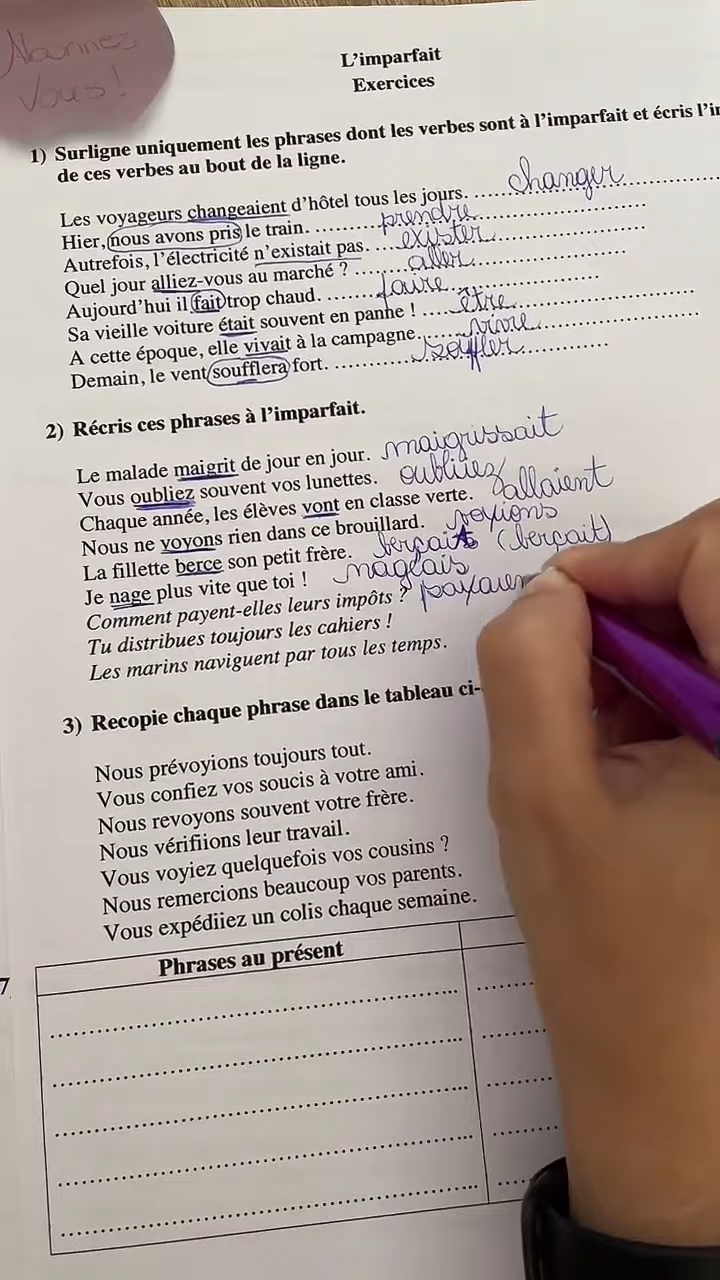 Nannez
Vous!
L'imparfait
Exercices
1) Surligne uniquement les phrases dont les verbes sont à l'imparfait et écris l'in
de ces verbes au bout de la ligne.
Les voyageurs changeaient d'hôtel tous les jours. changer
Hier, nous avons pris le train. prendre
Autrefois, l'électricité n'existait pas. exister
Quel jour alliez-vous au marché ? aller
Aujourd'hui il fait trop chaud. faire
Sa vieille voiture était souvent en panne ! être
A cette époque, elle vivait à la campagne. vivre
Demain, le vent soufflera fort. souffler
2) Récris ces phrases à l'imparfait.
Le malade maigrit de jour en jour. maigrissait
Vous oubliez souvent vos lunettes. oubliiez
Chaque année, les élèves vont en classe verte. allaient
Nous ne voyons rien dans ce brouillard. voyions
La fillette berce son petit frère. berçait (berçait)
Je nage plus vite que toi ! nageais
Comment payent-elles leurs impôts ? payaien
Tu distribues toujours les cahiers !
Les marins naviguent par tous les temps.
3) Recopie chaque phrase dans le tableau ci-
Nous prévoyions toujours tout.
Vous confiez vos soucis à votre ami.
Nous revoyons souvent votre frère.
Nous vérifiions leur travail.
Vous voyiez quelquefois vos cousins ?
Nous remercions beaucoup vos parents.
Vous expédiiez un colis chaque semaine.
Phrases au présent
7